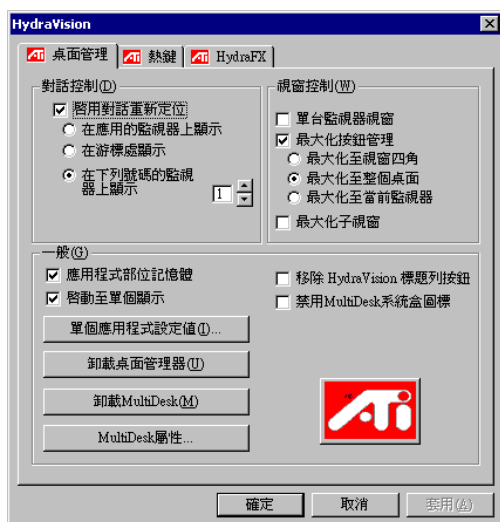 HydraVision
ATi 桌面管理 ATi 熱鍵 ATi HydraFX
對話控制(D)
啓用對話重新定位
在應用的監視器上顯示
在游標處顯示
在下列號碼的監視
器上顯示
1
視窗控制(W)
單台監視器視窗
最大化按鈕管理
最大化至視窗四角
最大化至整個桌面
最大化至當前監視器
最大化子視窗
一般(G)
應用程式部位記憶體
啓動至單個顯示
移除 HydraVision 標題列按鈕
禁用MultiDesk系統盒圖標
單個應用程式設定値(I)...
卸載桌面管理器(U)
卸載MultiDesk(M)
MultiDesk屬性...
ATi
確定 取消 套用(A)